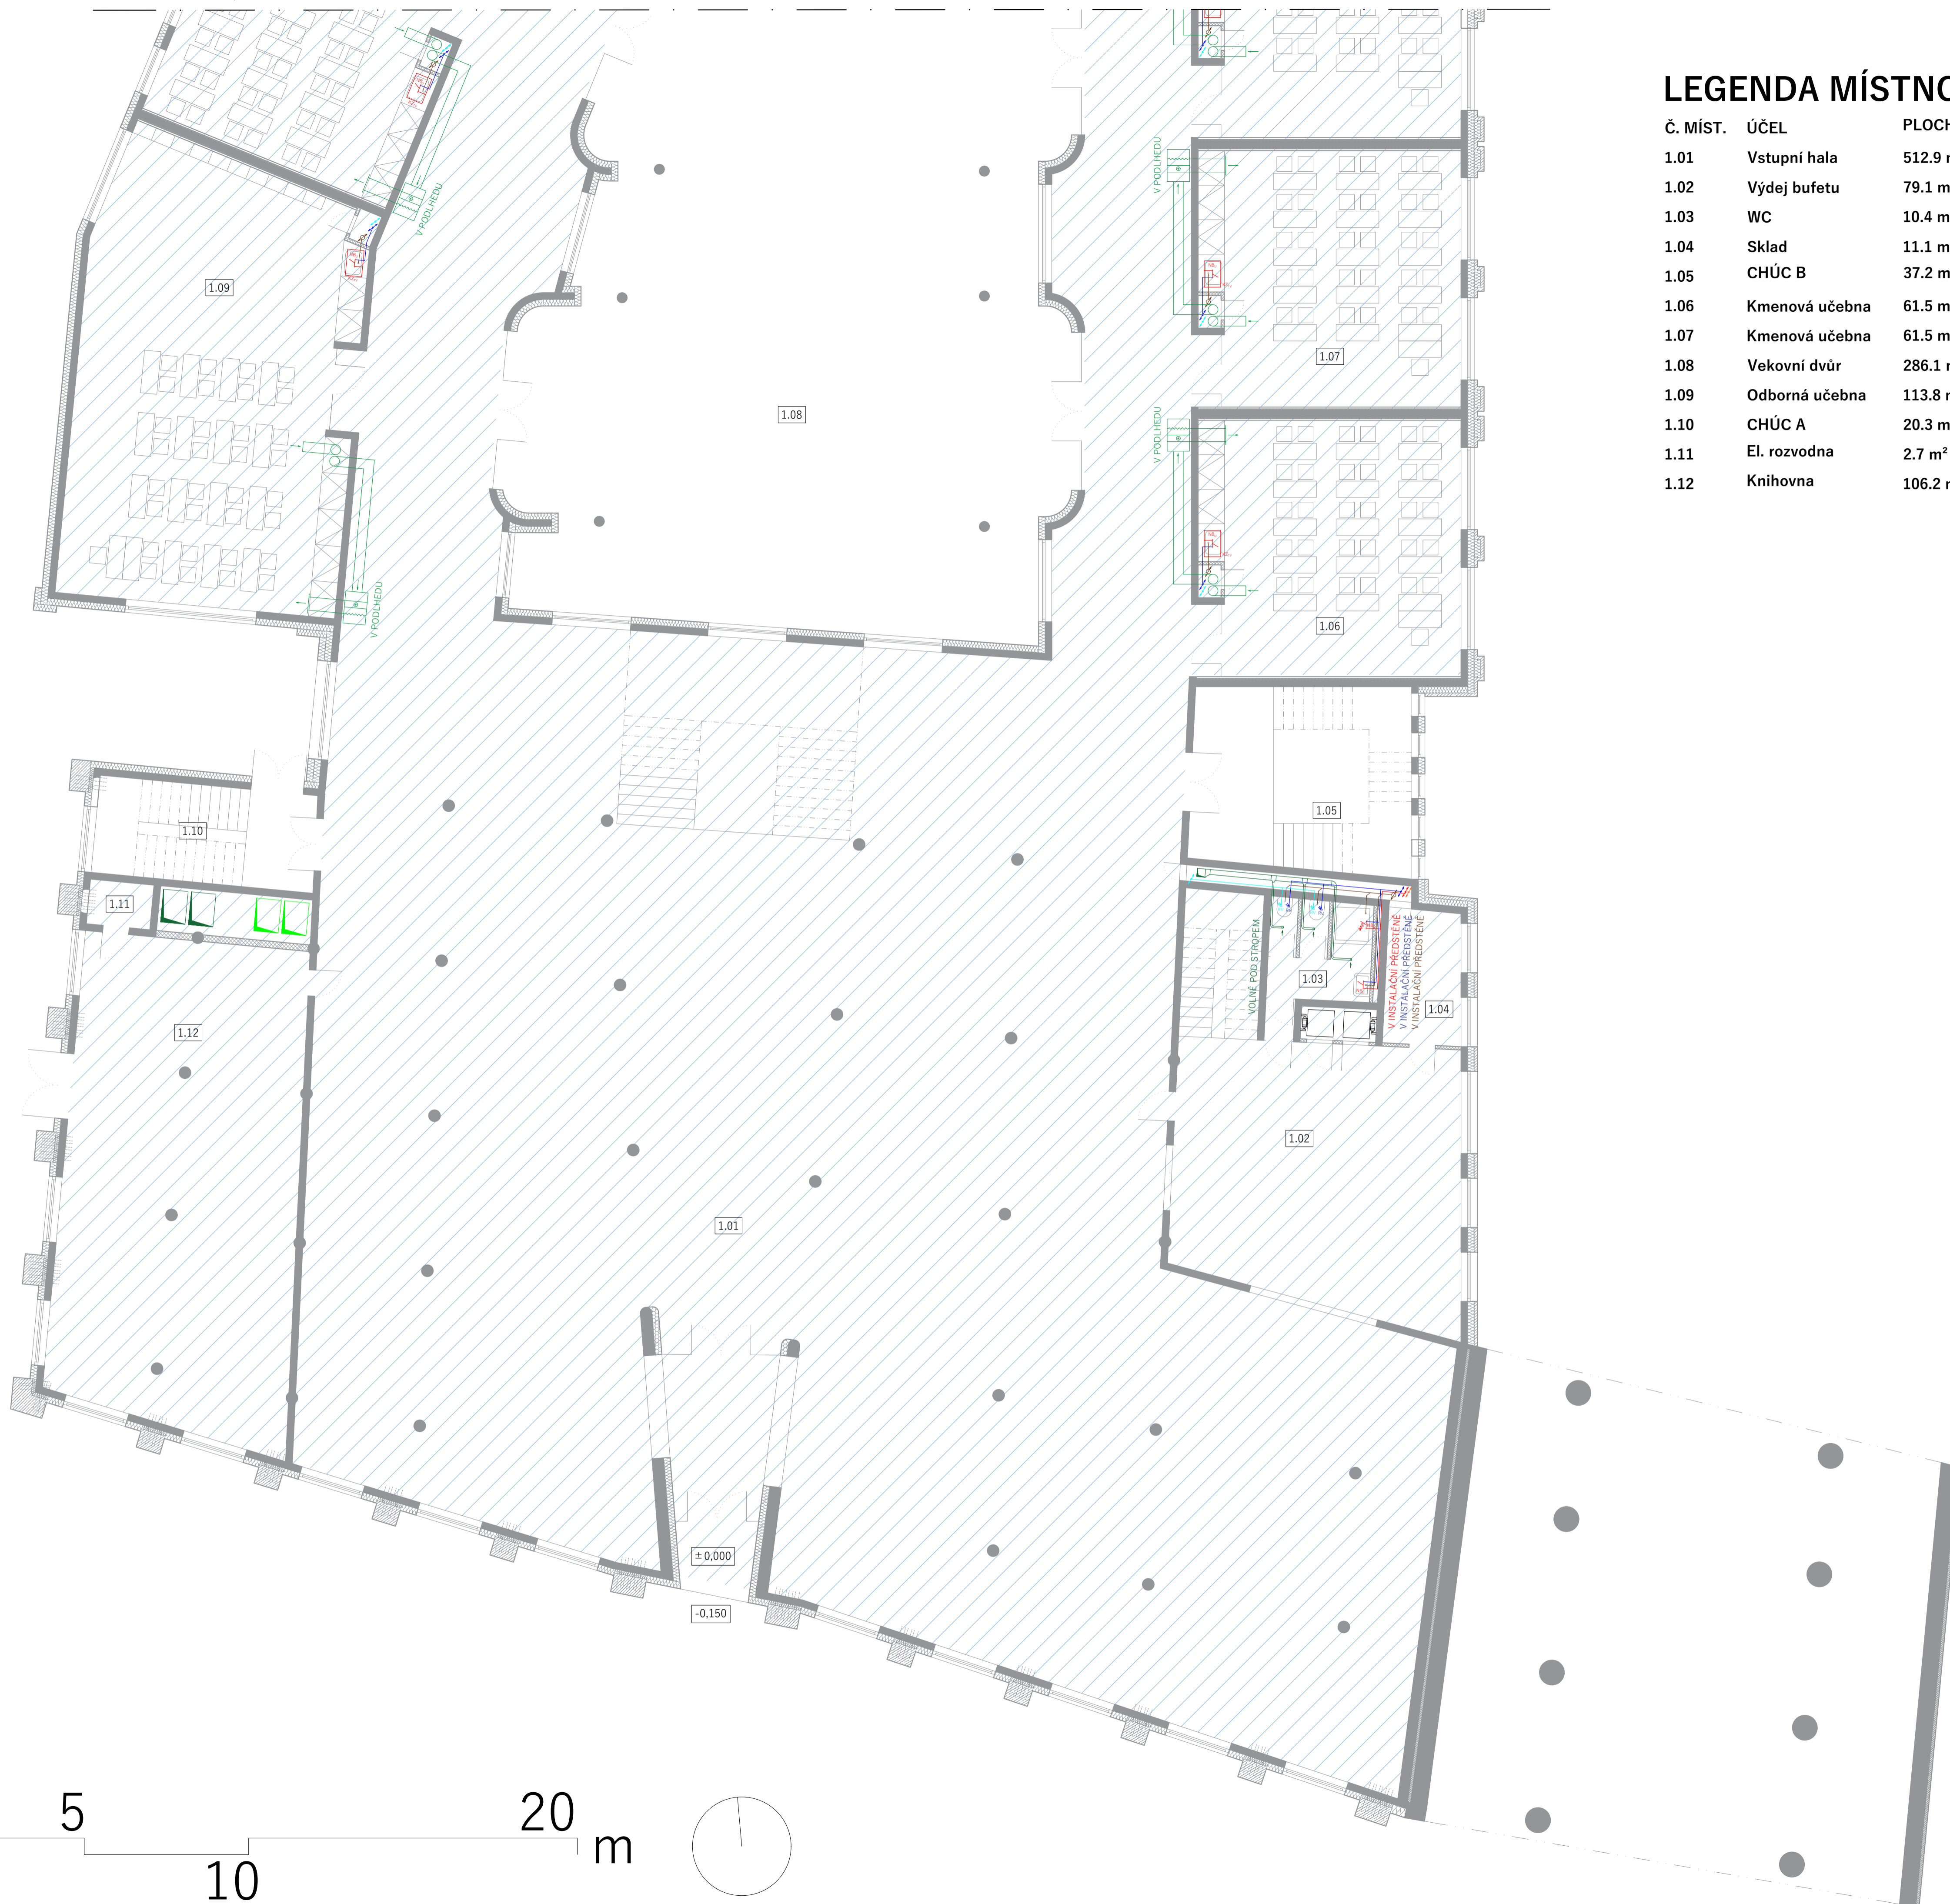 LEGENDA MÍSTNO
Č. MÍST. ÚČEL PLOCH
1.01 Vstupní hala 512.9 m
1.02 Výdej bufetu 79.1 m
1.03 WC 10.4 m
1.04 Sklad 11.1 m
1.05 CHÚC B 37.2 m
1.06 Kmenová učebna 61.5 m
1.07 Kmenová učebna 61.5 m
1.08 Vekovní dvůr 286.1 m
1.09 Odborná učebna 113.8 m
1.10 CHÚC A 20.3 m
1.11 El. rozvodna 2.7 m²
1.12 Knihovna 106.2 m
V PODLHEDU
V PODLHEDU
1.09
1.07
1.08
V PODLHEDU
V PODLHEDU
1.06
1.10
1.05
1.11
VOLNĚ POD STROPEM
V INSTALAČNÍ PŘEDSTĚNĚ
V INSTALAČNÍ PŘEDSTĚNĚ
V INSTALAČNÍ PŘEDSTĚNĚ
1.03
1.04
1.12
1.02
1.01
±0,000
-0,150
5
20
m
10